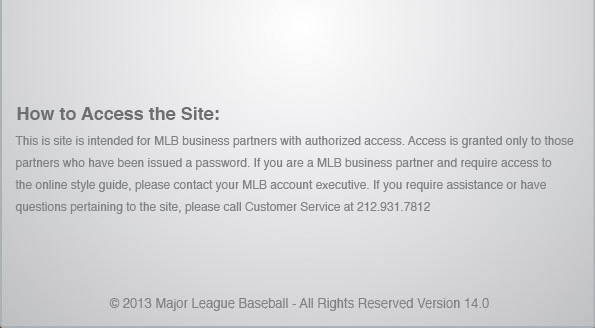 How to Access the Site:
This is site is intended for MLB business partners with authorized access. Access is granted only to those
partners who have been issued a password. If you are a MLB business partner and require access to
the online style guide, please contact your MLB account executive. If you require assistance or have
questions pertaining to the site, please call Customer Service at 212.931.7812
© 2013 Major League Baseball - All Rights Reserved Version 14.0